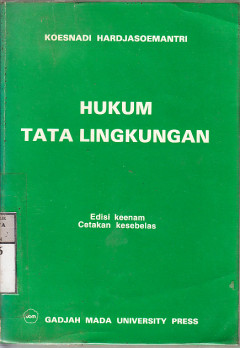 KOESNADI HARDJASOEMANTRI
HUKUM
TATA LINGKUNGAN
Edisi keenam
Cetakan kesebelas
GADJAH MADA UNIVERSITY PRESS